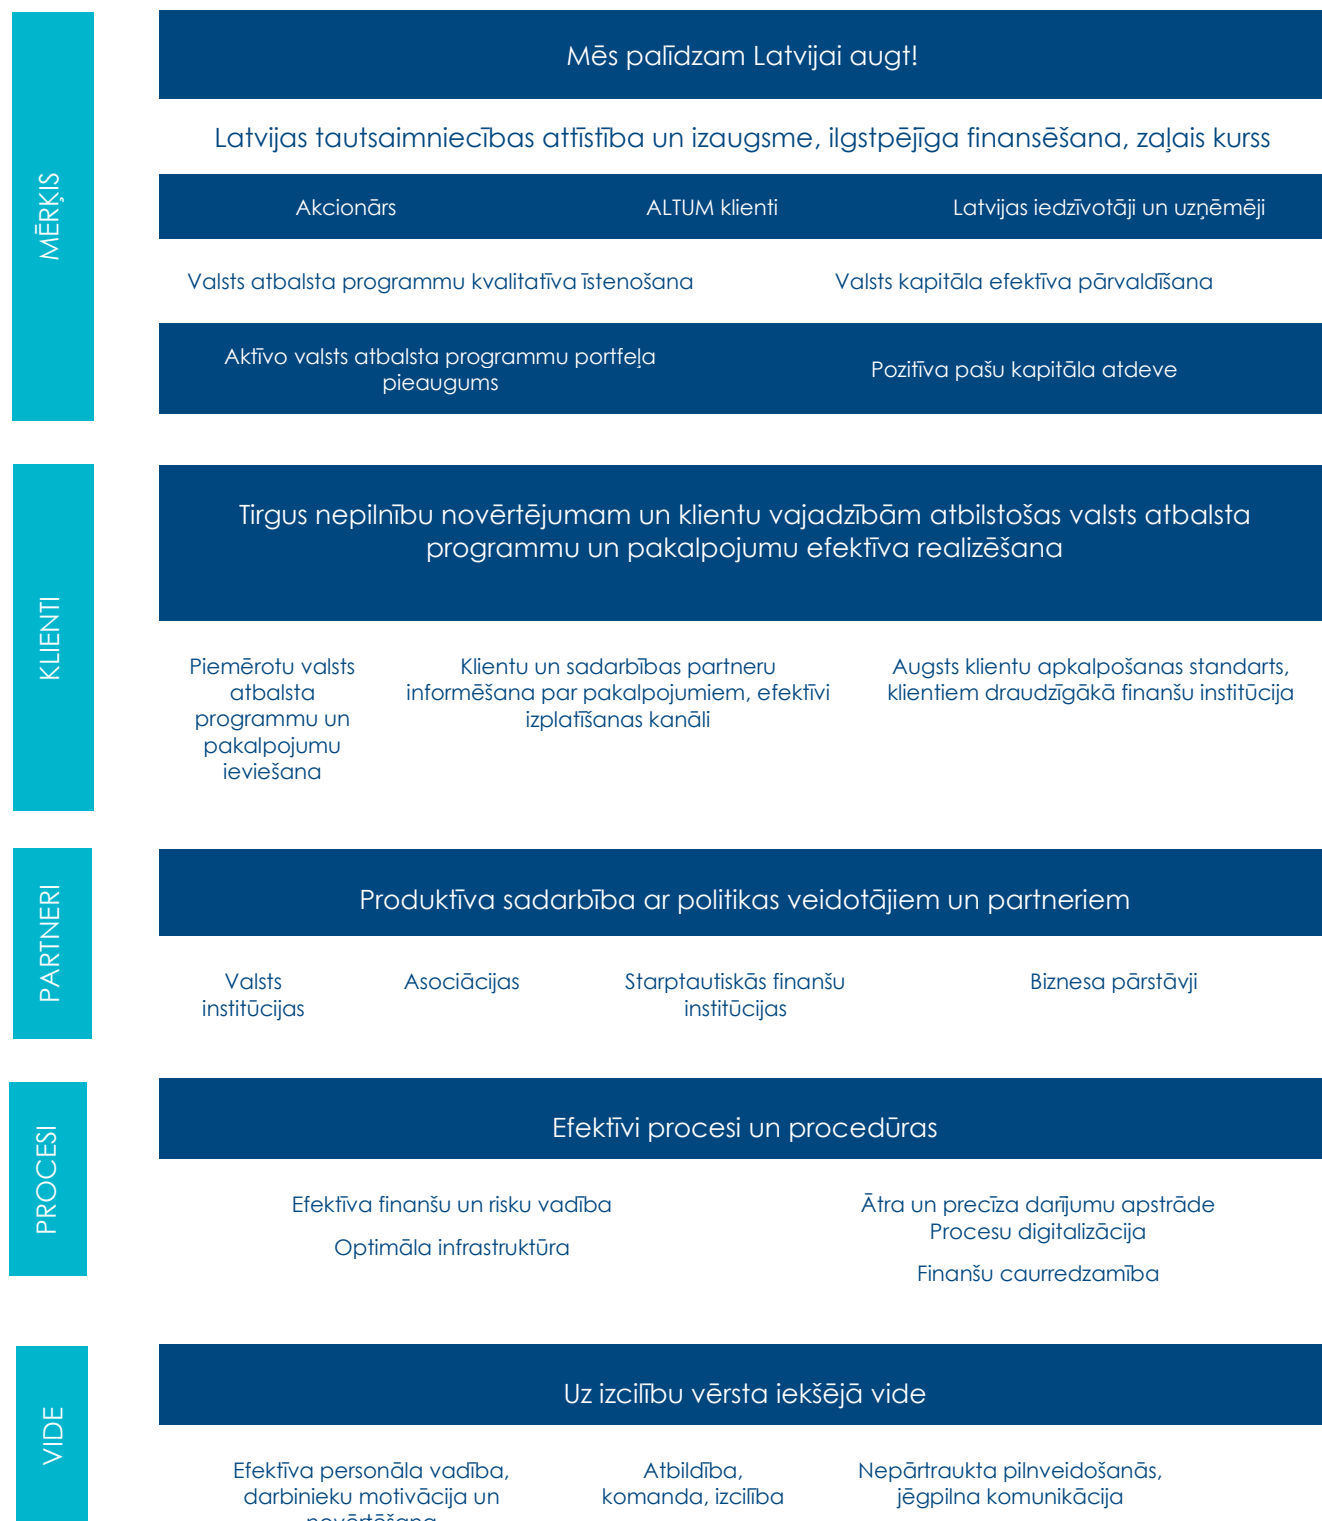 MĒRĶIS
Mēs palīdzam Latvijai augt!
Latvijas tautsaimniecības attīstība un izaugsme, ilgstpējīga finansēšana, zaļais kurss
Akcionārs
ALTUM klienti
Latvijas iedzīvotāji un uzņēmēji
Valsts atbalsta programmu kvalitatīva īstenošana
Valsts kapitāla efektīva pārvaldīšana
Aktīvo valsts atbalsta programmu portfeļa
pieaugums
Pozitīva pašu kapitāla atdeve
KLIENTI
Tirgus nepilnību novērtējumam un klientu vajadzībām atbilstošas valsts atbalsta
programmu un pakalpojumu efektīva realizēšana
Piemērotu valsts
atbalsta
programmu un
pakalpojumu
ieviešana
Klientu un sadarbības partneru
informēšana par pakalpojumiem, efektīvi
izplatīšanas kanāli
Augsts klientu apkalpošanas standarts,
klientiem draudzīgākā finanšu institūcija
PARTNERI
Produktīva sadarbība ar politikas veidotājiem un partneriem
Valsts
institūcijas
Asociācijas
Starptautiskās finanšu
institūcijas
Biznesa pārstāvji
PROCESI
Efektīvi procesi un procedūras
Efektīva finanšu un risku vadība
Optimāla infrastruktūra
Ātra un precīza darījumu apstrāde
Procesu digitalizācija
Finanšu caurredzamība
VIDE
Uz izcilību vērsta iekšējā vide
Efektīva personāla vadība,
darbinieku motivācija un
novērtēšana
Atbildība,
komanda, izcilība
Nepārtraukta pilnveidošanās,
jēgpilna komunikācija